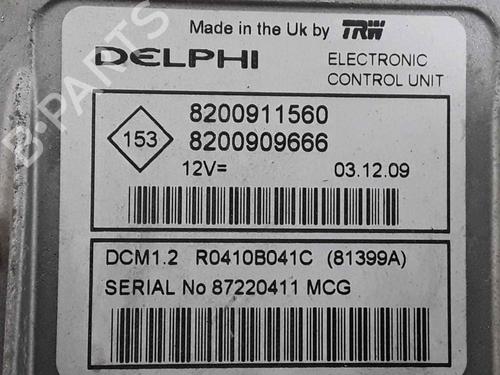 Made in the Uk by TRW
DELPHI
ELECTRONIC
CONTROL UNIT
153
8200911560
8200909666
12V= 03.12.09
DCM1.2 R0410B041C (81399A)
SERIAL No 87220411 MCG
B-PARTS